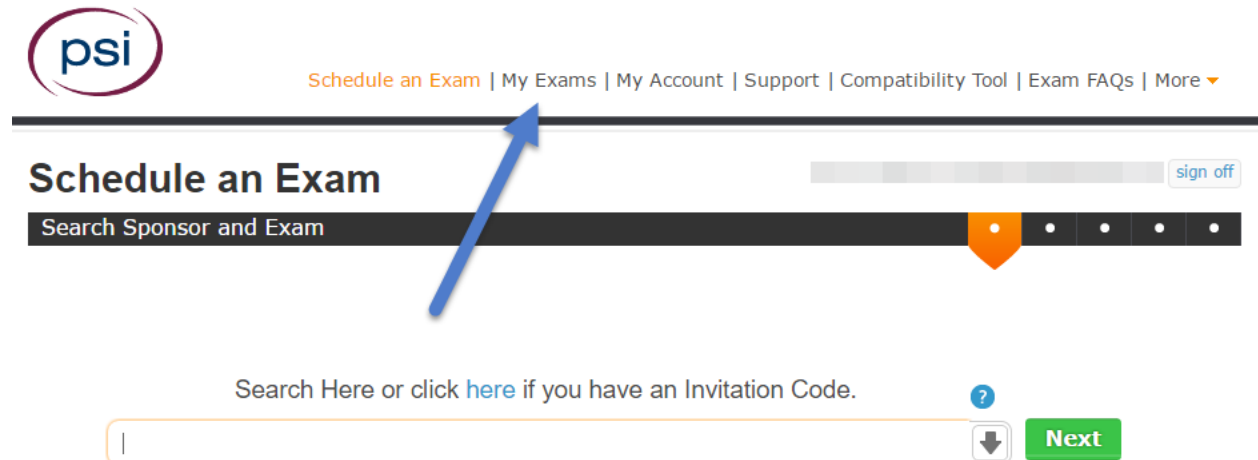 psi
Schedule an Exam | My Exams | My Account | Support | Compatibility Tool | Exam FAQs | More
Schedule an Exam
sign off
Search Sponsor and Exam
Search Here or click here if you have an Invitation Code.
?
Next